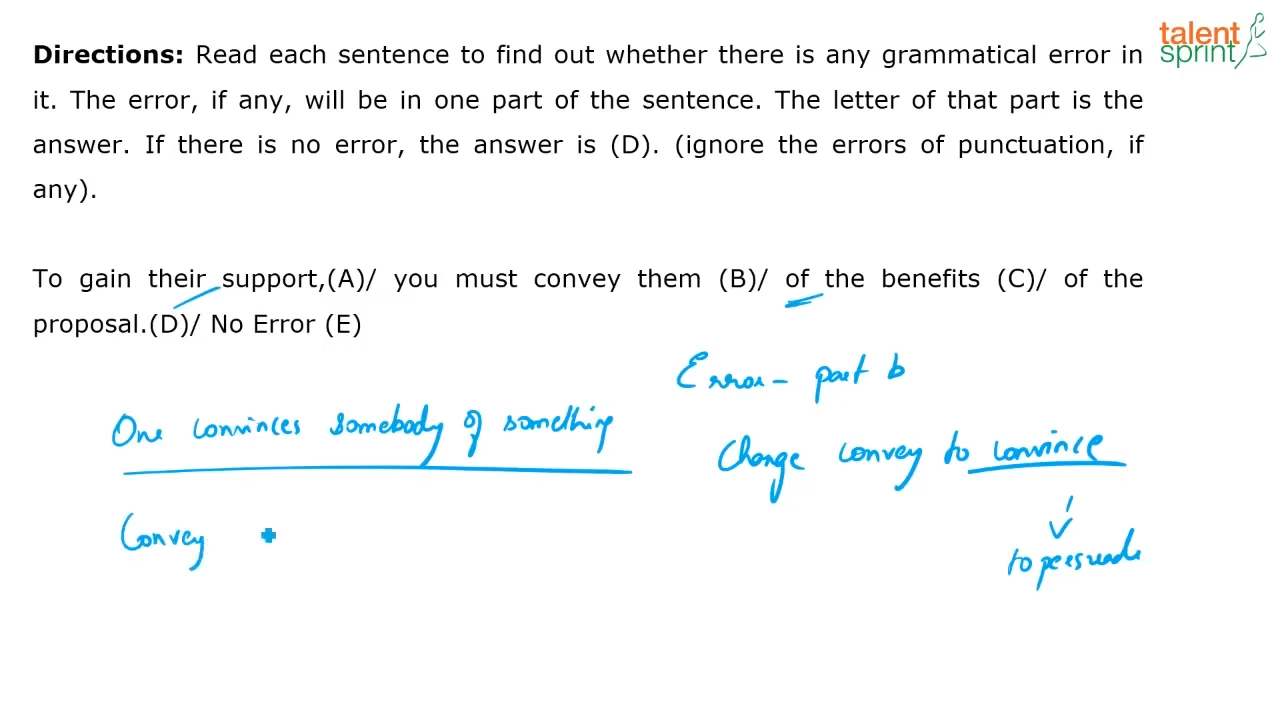 talent
sprint
Directions: Read each sentence to find out whether there is any grammatical error in
it. The error, if any, will be in one part of the sentence. The letter of that part is the
answer. If there is no error, the answer is (D). (ignore the errors of punctuation, if
any).
To gain their support,(A)/ you must convey them (B)/ of the benefits (C)/ of the
proposal.(D)/ No Error (E)
Error - part b
One convinces somebody of something
Change convey to convince
Convey
to persuade